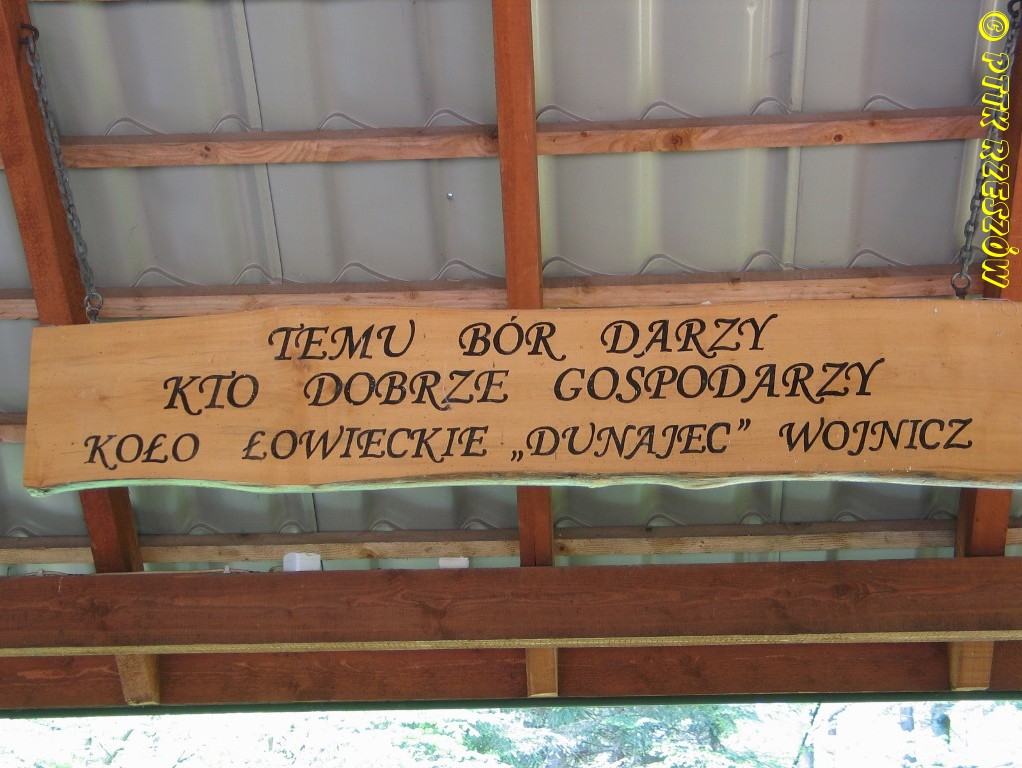 TEMU BÓR DARZY
KTO DOBRZE GOSPODARZY
KOŁO ŁOWIECKIE „DUNAJEC” WOJNICZ
© PTTK RZESZÓW